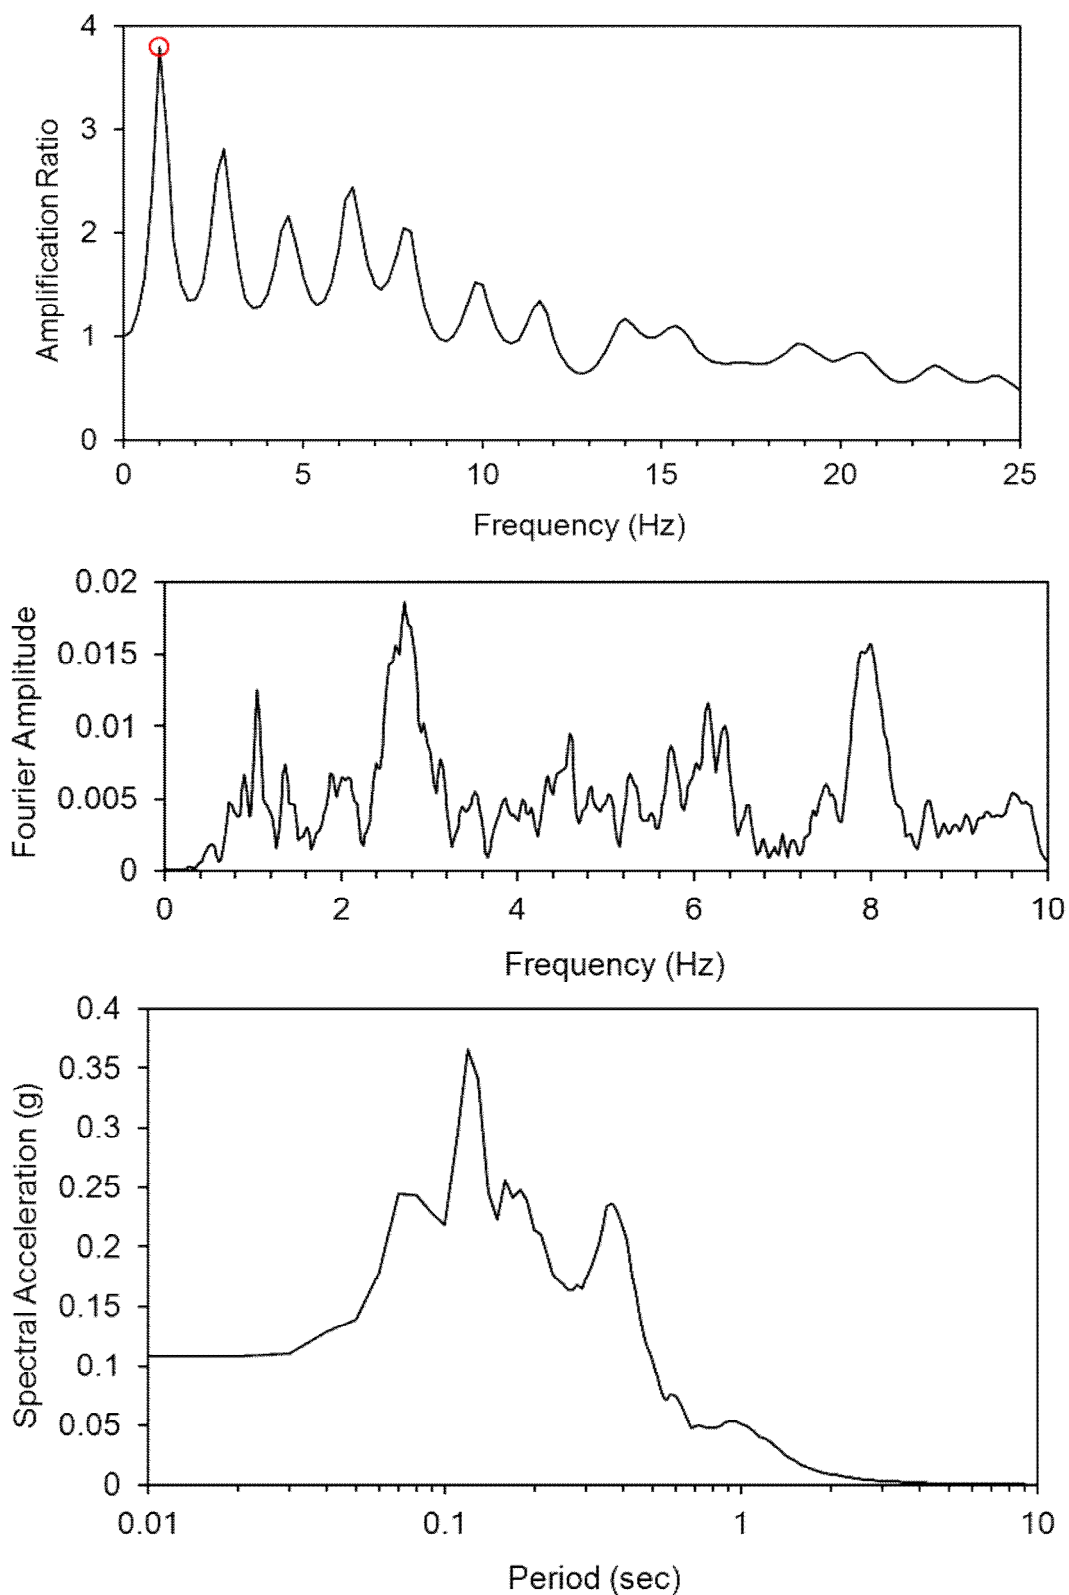 4
3
2
1
0
Amplification Ratio
0 5 10 15 20 25
Frequency (Hz)
0.02
0.015
0.01
0.005
0
Fourier Amplitude
0 2 4 6 8 10
Frequency (Hz)
0.4
0.35
0.3
0.25
0.2
0.15
0.1
0.05
0
Spectral Acceleration (g)
0.01 0.1 1 10
Period (sec)